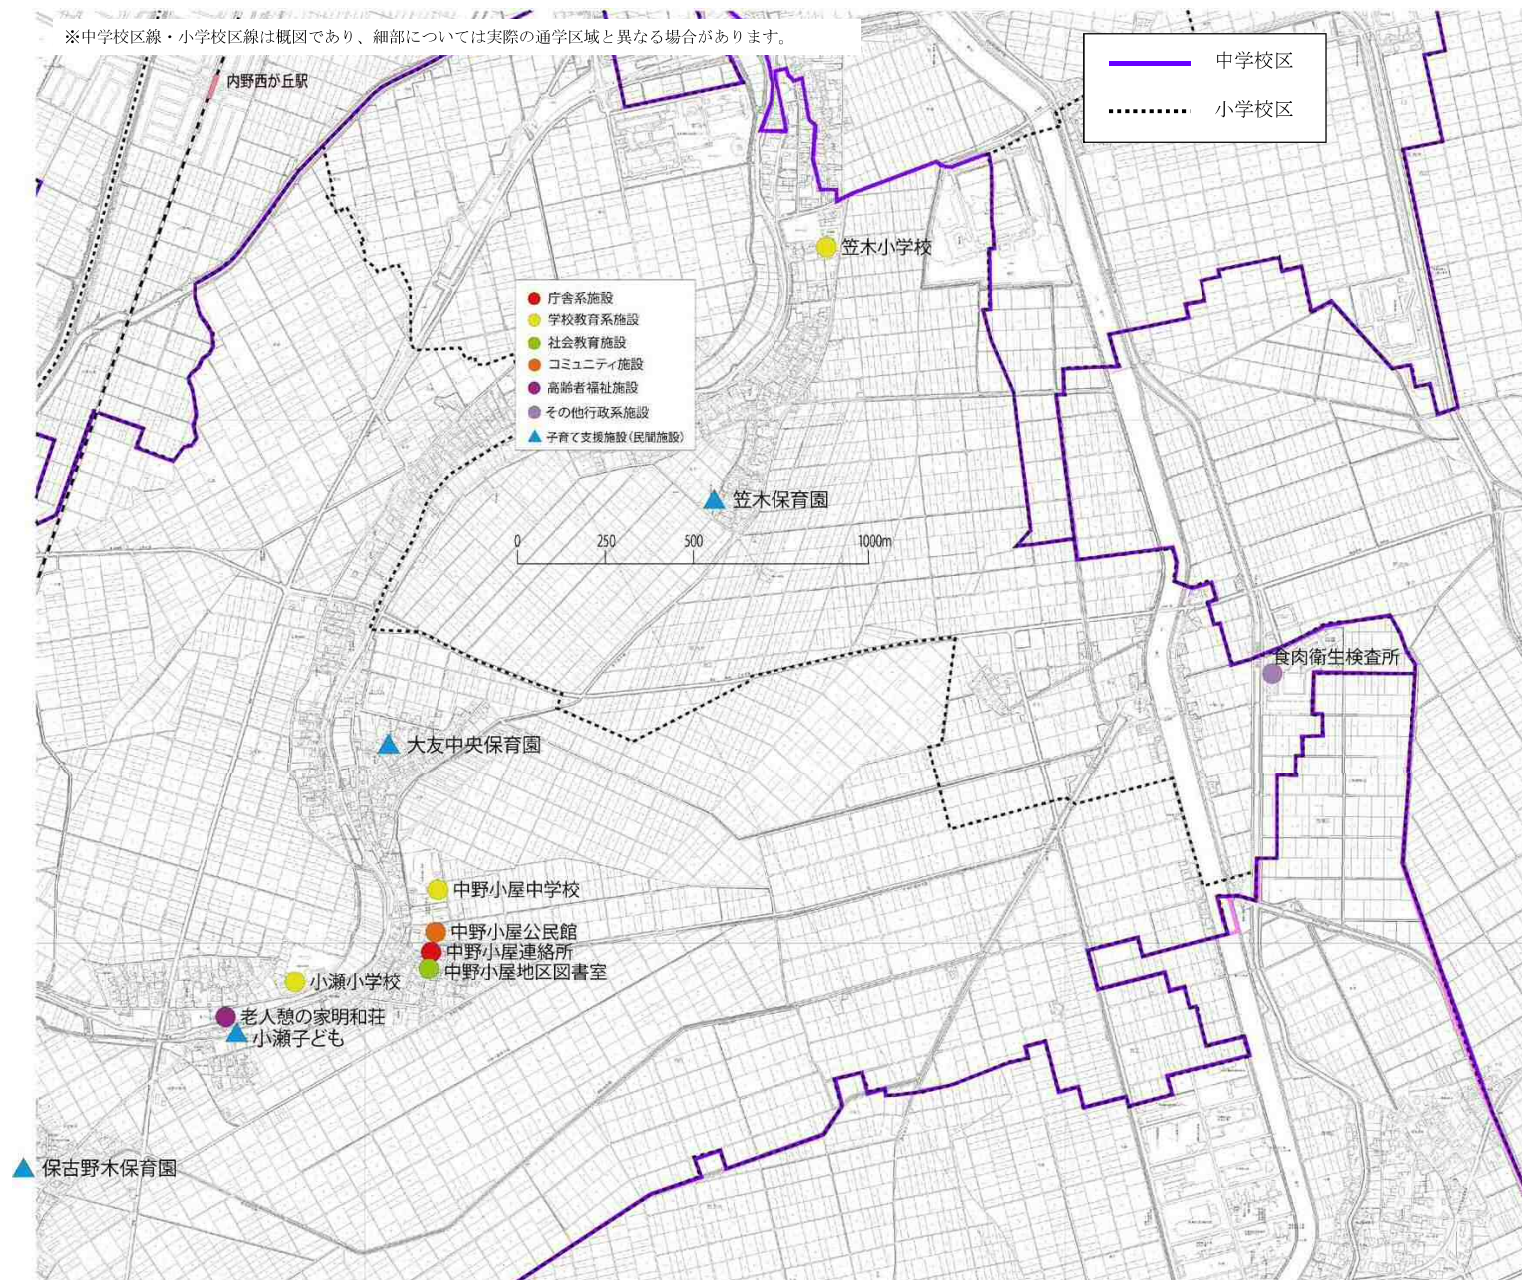 ※中学校区線・小学校区線は概図であり、細部については実際の通学区域と異なる場合があります。
中学校区
小学校区
内野西が丘駅
笠木小学校
庁舎系施設
学校教育系施設
社会教育施設
コミュニティ施設
高齢者福祉施設
その他行政系施設
子育て支援施設(民間施設)
笠木保育園
0 250 500 1000m
食肉衛生検査所
大友中央保育園
中野小屋中学校
中野小屋公民館
中野小屋連絡所
中野小屋地区図書室
小瀬小学校
老人憩の家明和荘
小瀬子ども
保古野木保育園